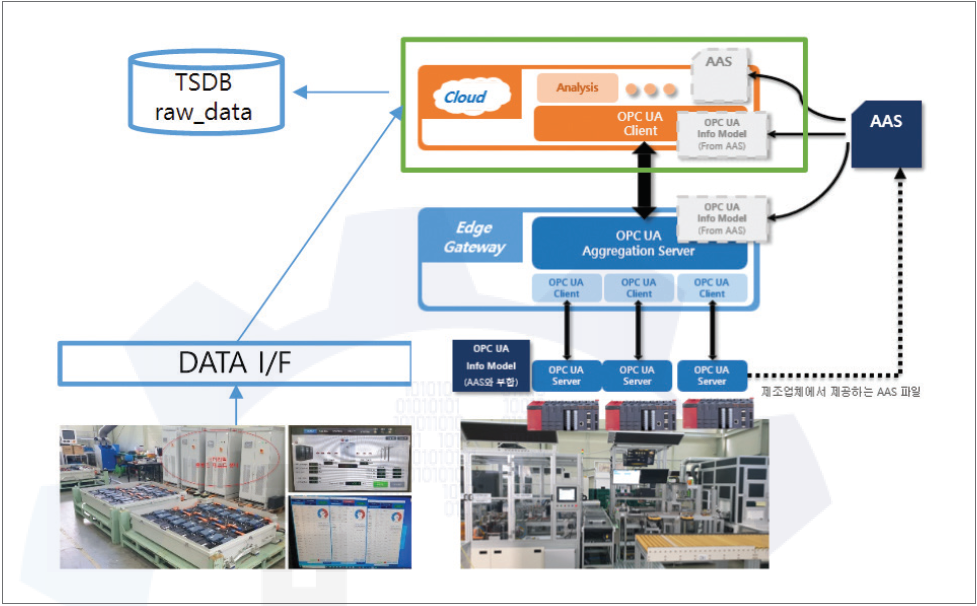 TSDB
raw_data
Cloud
Analysis
AAS
OPC UA
Client
OPC UA
Info Model
(From AAS)
AAS
Edge
Gateway
OPC UA
Info Model
(From AAS)
OPC UA
Aggregation Server
OPC UA
Client
OPC UA
Client
OPC UA
Client
DATA I/F
OPC UA
Info Model
(AAS와 부합)
OPC UA
Server
OPC UA
Server
OPC UA
Server
제조업체에서 제공하는 AAS 파일